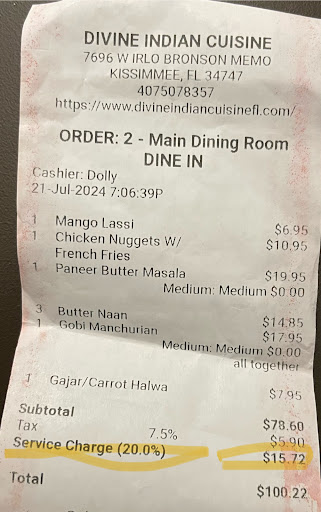 DIVINE INDIAN CUISINE
7696 W IRLO BRONSON MEMO
KISSIMMEE, FL 34747
4075078357
https://www.divineindiancuisinefl.com/
ORDER: 2 - Main Dining Room
DINE IN
Cashier: Dolly
21-Jul-2024 7:06:39P
1 Mango Lassi $6.95
1 Chicken Nuggets W/ $10.95
French Fries
1 Paneer Butter Masala $19.95
Medium: Medium $0.00
3 Butter Naan $14.85
1 Gobi Manchurian $17.95
Medium: Medium $0.00
all together
1 Gajar/Carrot Halwa $7.95
Subtotal $78.60
Tax 7.5% $5.90
Service Charge (20.0%) $15.72
Total $100.22